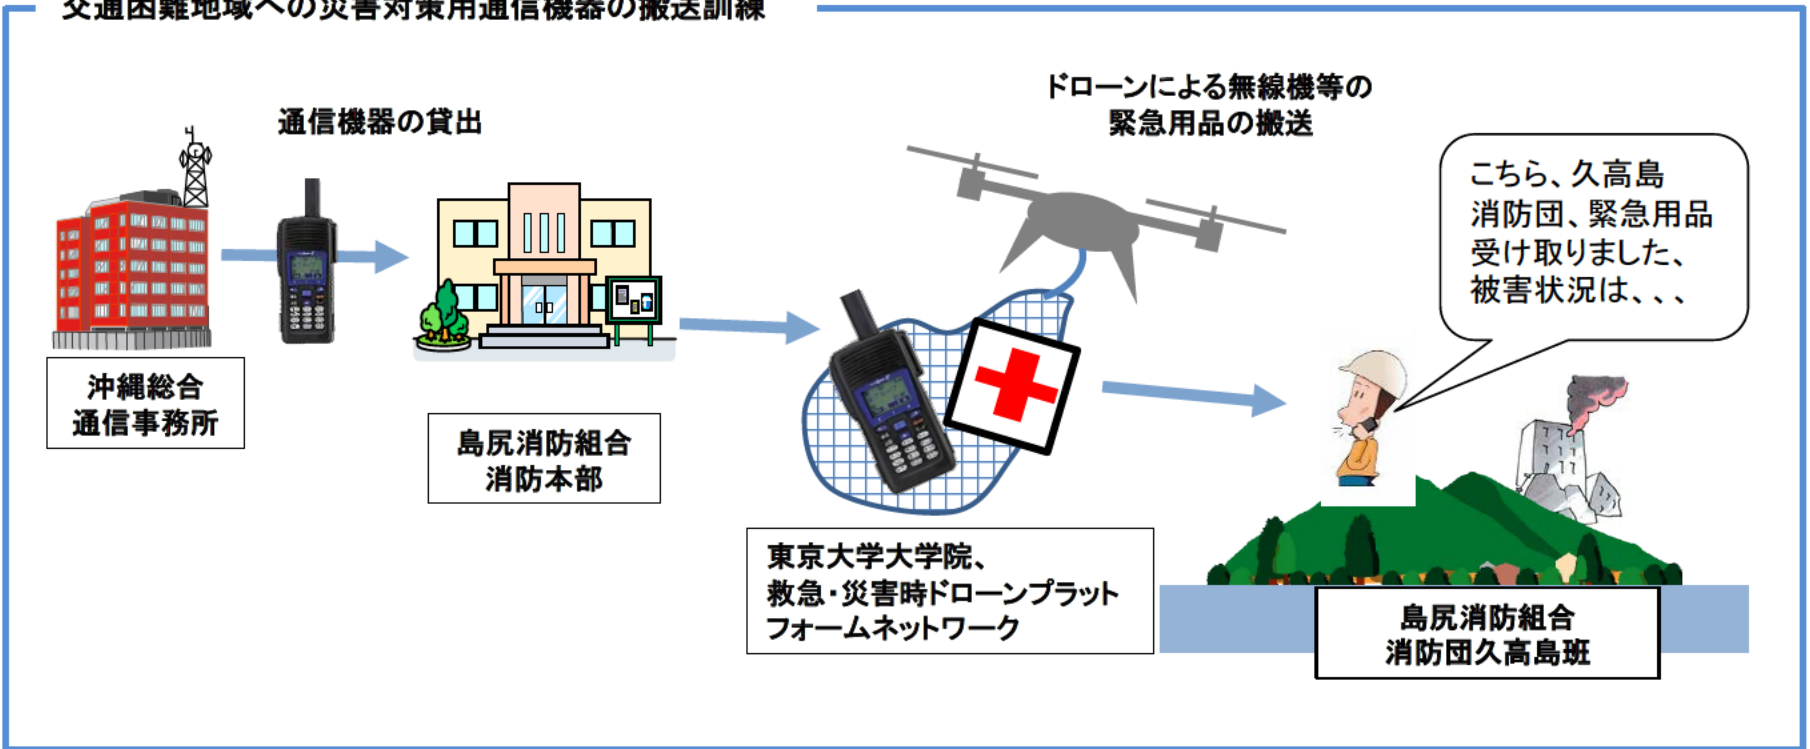 交通困難地域への災害対策用通信機器の搬送訓練
通信機器の貸出
ドローンによる無線機等の
緊急用品の搬送
こちら、久高島
消防団、緊急用品
受け取りました、
被害状況は、、、
沖縄総合
通信事務所
島尻消防組合
消防本部
東京大学大学院、
救急・災害時ドローンプラット
フォームネットワーク
島尻消防組合
消防団久高島班